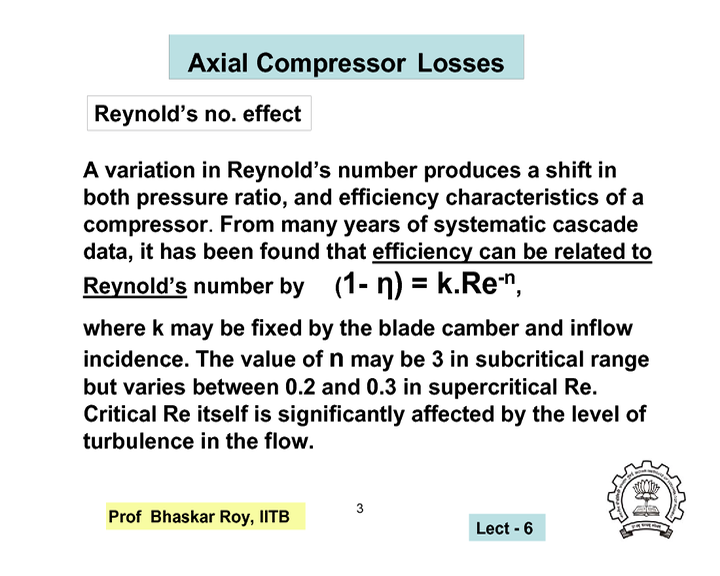 Axial Compressor Losses
Reynold’s no. effect
A variation in Reynold’s number produces a shift in
both pressure ratio, and efficiency characteristics of a
compressor. From many years of systematic cascade
data, it has been found that efficiency can be related to
Reynold’s number by (1- η) = k.Re⁻ⁿ,
where k may be fixed by the blade camber and inflow
incidence. The value of n may be 3 in subcritical range
but varies between 0.2 and 0.3 in supercritical Re.
Critical Re itself is significantly affected by the level of
turbulence in the flow.
Prof Bhaskar Roy, IITB
3
Lect - 6